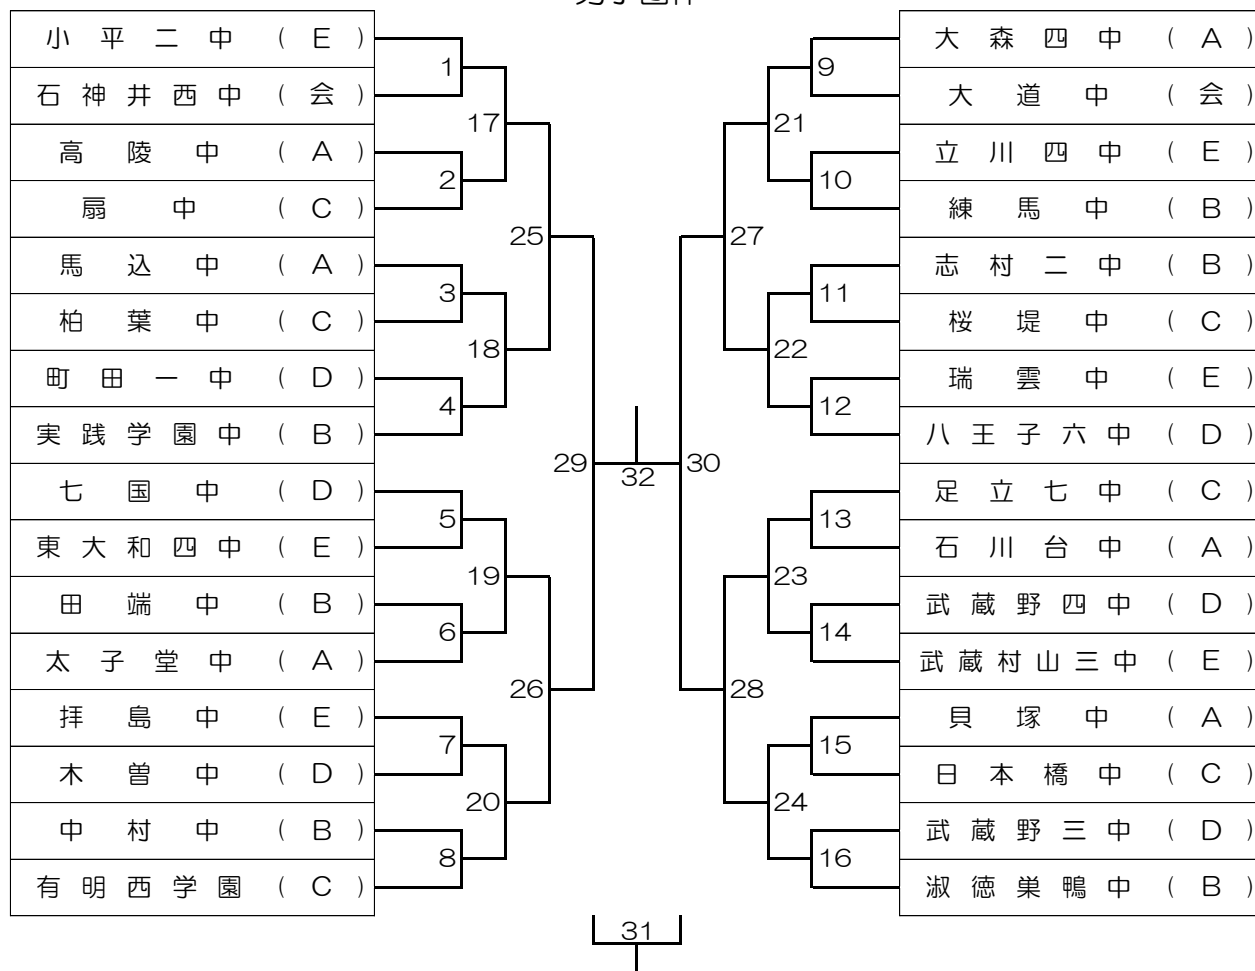 小平二中 (E)
石神井西中 (会)
高陵中 (A)
扇中 (C)
馬込中 (A)
柏葉中 (C)
町田一中 (D)
実践学園中 (B)
七国中 (D)
東大和四中 (E)
田端中 (B)
太子堂中 (A)
拝島中 (E)
木曽中 (D)
中村中 (B)
有明西学園 (C)
1
2
3
4
5
6
7
8
17
18
19
20
25
26
29
32
30
27
28
21
22
23
24
9
10
11
12
13
14
15
16
大森四中 (A)
大道中 (会)
立川四中 (E)
練馬中 (B)
志村二中 (B)
桜堤中 (C)
瑞雲中 (E)
八王子六中 (D)
足立七中 (C)
石川台中 (A)
武蔵野四中 (D)
武蔵村山三中 (E)
貝塚中 (A)
日本橋中 (C)
武蔵野三中 (D)
淑徳巣鴨中 (B)
31